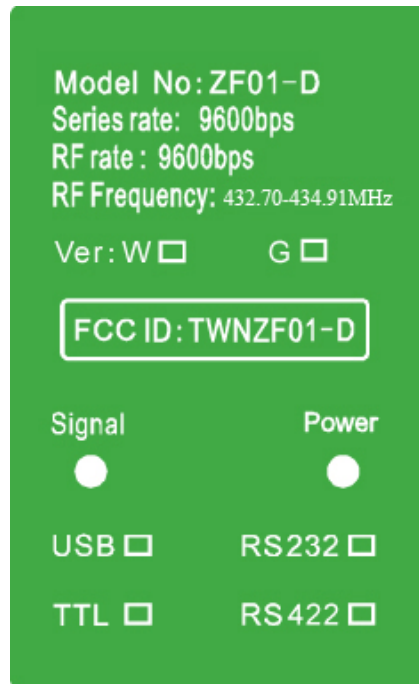 Model No: ZF01-D
Series rate: 9600bps
RF rate : 9600bps
RF Frequency: 432.70-434.91MHz
Ver: W □ G □
FCC ID: TWNZF01-D
Signal Power
USB □ RS232 □
TTL □ RS422 □